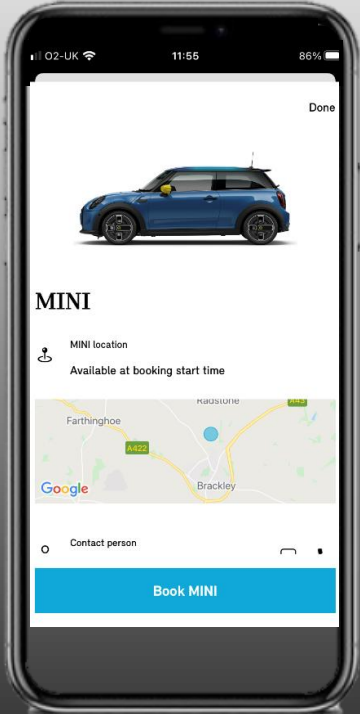 O2-UK 11:55 86%
Done
MINI
MINI location
Available at booking start time
Radstone A43
Farthinghoe
A422
Google
Brackley
Contact person
Book MINI